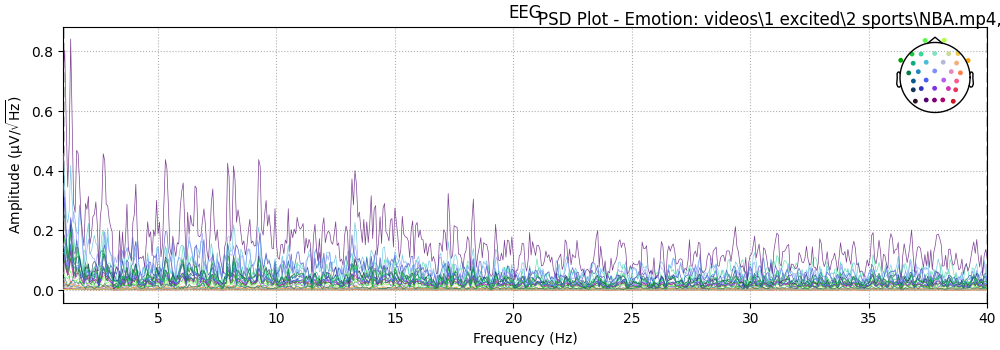 EEG
PSD Plot - Emotion: videos\1 excited\2 sports\NBA.mp4,
Amplitude (µV/√Hz)
0.8
0.6
0.4
0.2
0.0
5 10 15 20 25 30 35 40
Frequency (Hz)